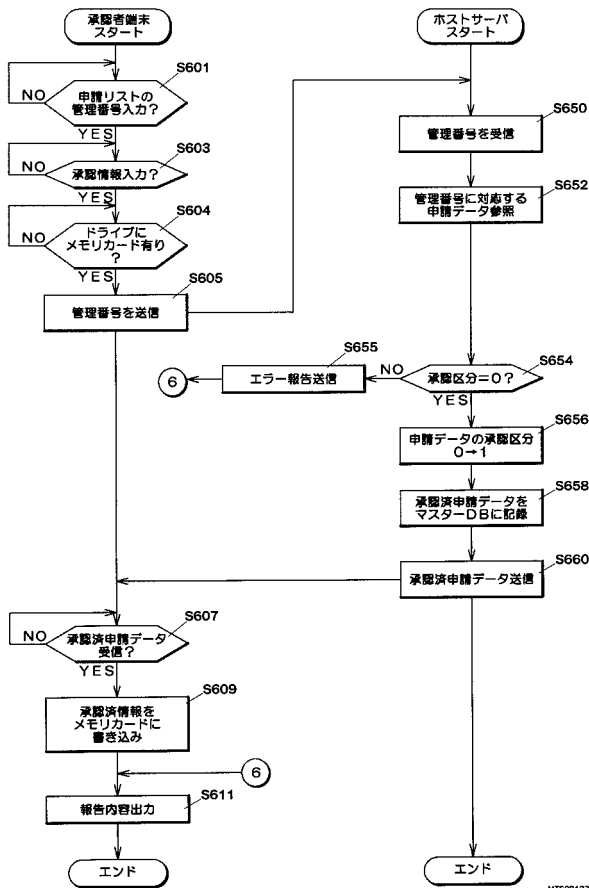 承認者端末
スタート
S601
NO
申請リストの
管理番号入力?
YES
S603
NO
承認情報入力?
YES
S604
NO
ドライブに
メモリカード有り
?
YES
S605
管理番号を送信
ホストサーバ
スタート
S650
管理番号を受信
S652
管理番号に対応する
申請データ参照
S654
承認区分=0?
NO
S655
エラー報告送信
6
YES
S656
申請データの承認区分
0→1
S658
承認済申請データを
マスターDBに記録
S660
承認済申請データ送信
S607
NO
承認済申請データ
受信?
YES
S609
承認済情報を
メモリカードに
書き込み
6
S611
報告内容出力
エンド
エンド